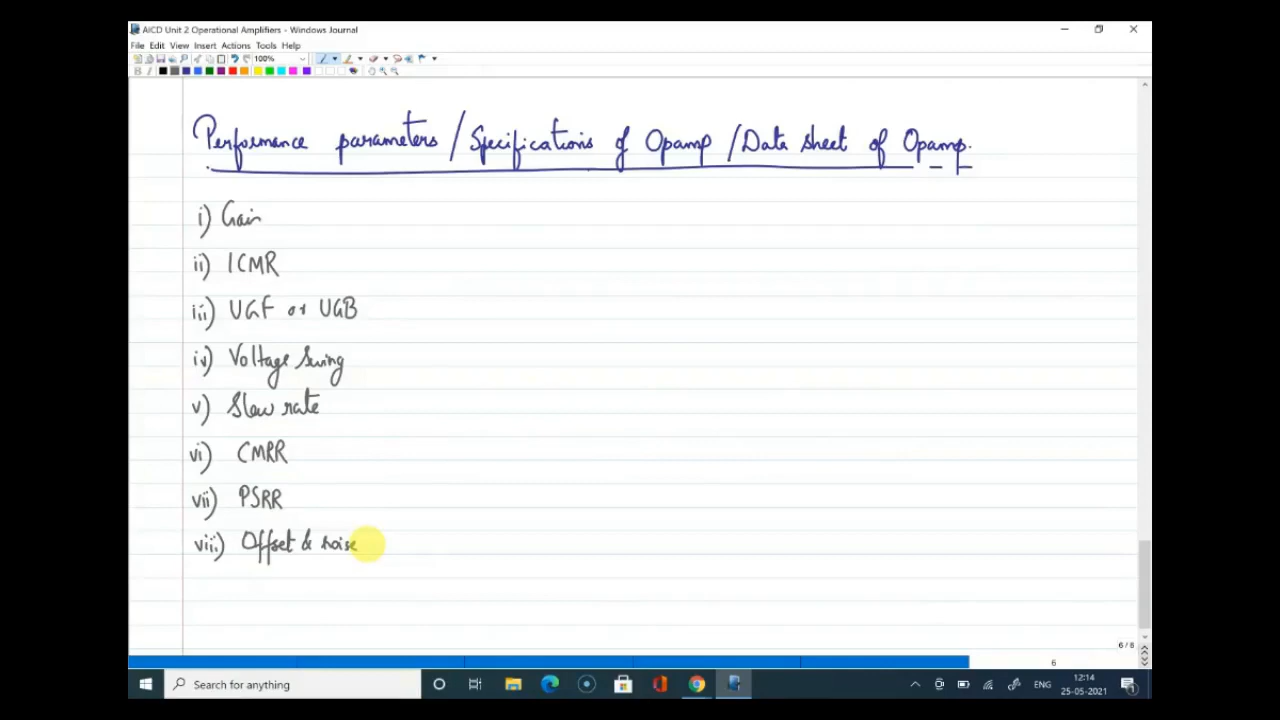 AICD Unit 2 Operational Amplifiers - Windows Journal
File Edit View Insert Actions Tools Help
100%
Performance parameters / Specifications of Opamp / Data sheet of Opamp.
i) Gain
ii) ICMR
iii) UGF or UGB
iv) Voltage Swing
v) Slew rate
vi) CMRR
vii) PSRR
viii) Offset & noise
6 / 8
6
Search for anything
ENG
12:14
25-05-2021